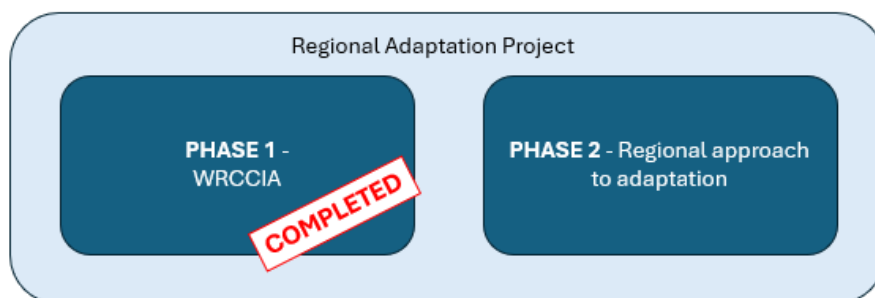 Regional Adaptation Project
PHASE 1 -
WRCCIA
COMPLETED
PHASE 2 - Regional approach
to adaptation